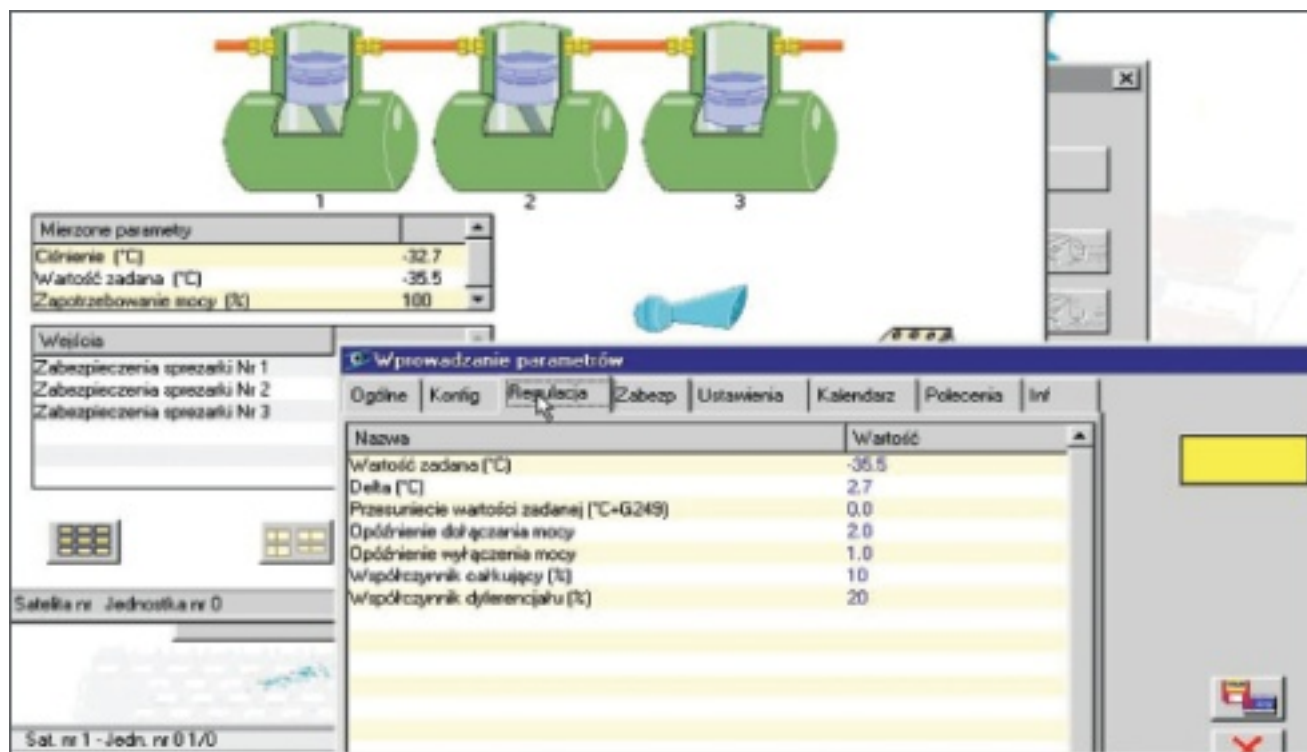 1
2
3
Mierzone parametry
Ciśnienie (°C) -32.7
Wartość zadana (°C) -35.5
Zapotrzebowanie mocy (%) 100
Wejścia
Zabezpieczenia sprezarki Nr 1
Zabezpieczenia sprezarki Nr 2
Zabezpieczenia sprezarki Nr 3
Satelita nr Jednostka nr 0
Sat. nr 1 - Jedn. nr 0 1/0
Wprowadzanie parametrów
Ogólne Konfig Regulacja Zabezp Ustawienia Kalendarz Polecenia Inf
Nazwa Wartość
Wartość zadana (°C) -35.5
Delta (°C) 2.7
Przesuniecie wartości zadanej (°C+G249) 0.0
Opóźnienie dołączania mocy 2.0
Opóźnienie wyłączenia mocy 1.0
Współczynnik całkujący (%) 10
Współczynnik dyferencjału (%) 20